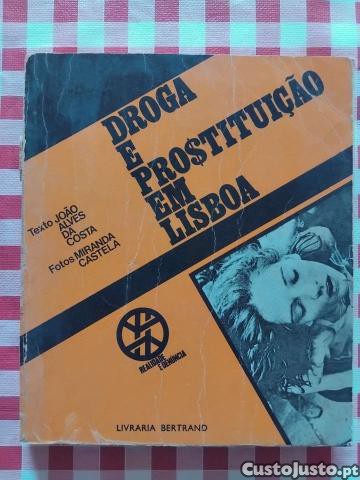 DROGA
E
PRO$TITUIÇÃO
EM
LISBOA
Texto JOÃO
ALVES
DA
COSTA
Fotos MIRANDA
CASTELA
REALIDADE
E DENÚNCIA
LIVRARIA BERTRAND
CustoJusto.pt